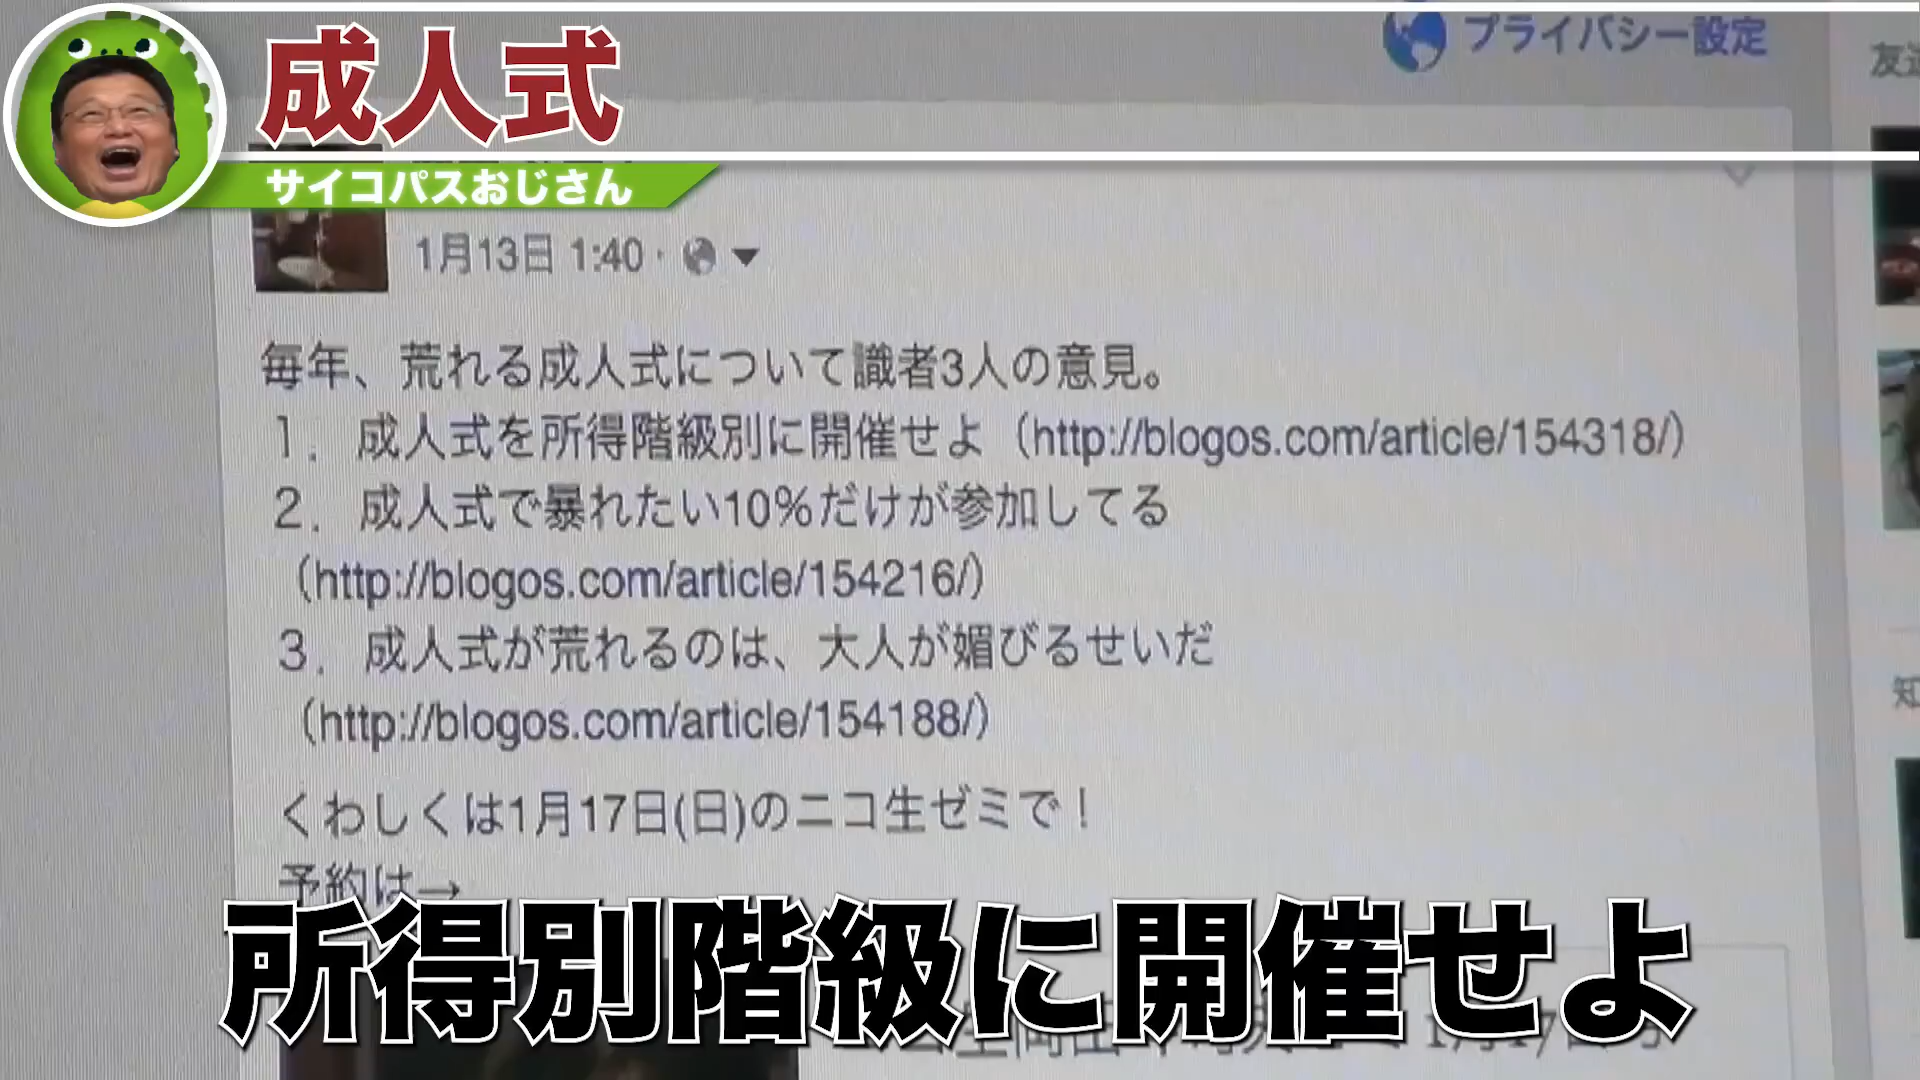 成人式
サイコパスおじさん
プライバシー設定
1月13日 1:40
毎年、荒れる成人式について識者3人の意見。
1．成人式を所得階級別に開催せよ（http://blogos.com/article/154318/）
2．成人式で暴れたい10％だけが参加してる
（http://blogos.com/article/154216/）
3．成人式が荒れるのは、大人が媚びるせいだ
（http://blogos.com/article/154188/）
くわしくは1月17日(日)のニコ生ゼミで！
予約は→
所得別階級に開催せよ